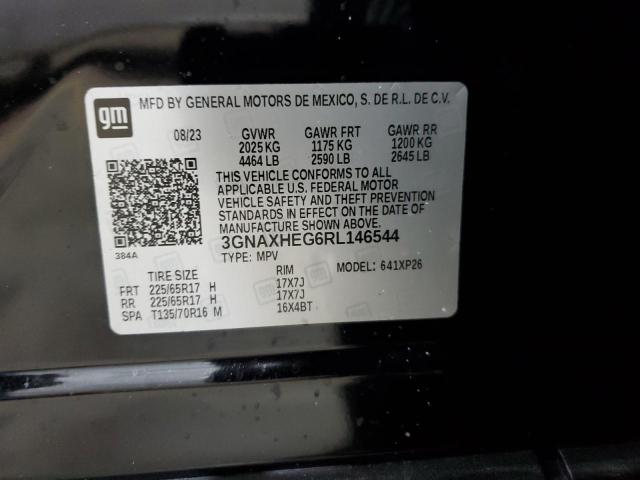 gm
MFD BY GENERAL MOTORS DE MEXICO, S. DE R.L. DE C.V.
08/23 GVWR GAWR FRT GAWR RR
2025 KG 1175 KG 1200 KG
4464 LB 2590 LB 2645 LB
THIS VEHICLE CONFORMS TO ALL
APPLICABLE U.S. FEDERAL MOTOR
VEHICLE SAFETY AND THEFT PREVENTION
STANDARDS IN EFFECT ON THE DATE OF
MANUFACTURE SHOWN ABOVE.
3GNAXHEG6RL146544
384A
TYPE: MPV MODEL: 641XP26
TIRE SIZE RIM
FRT 225/65R17 H 17X7J
RR 225/65R17 H 17X7J
SPA T135/70R16 M 16X4BT